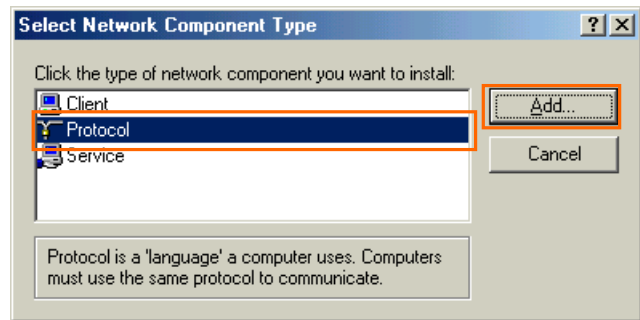 Select Network Component Type
Click the type of network component you want to install:
Client
Protocol
Service
Add...
Cancel
Protocol is a 'language' a computer uses. Computers
must use the same protocol to communicate.